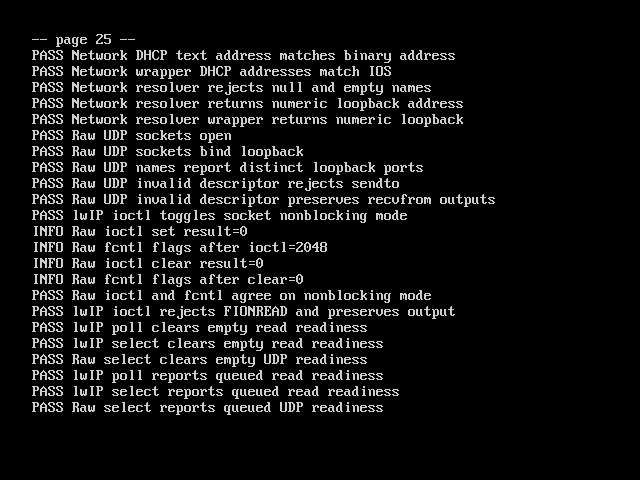 -- page 25 --
PASS Network DHCP text address matches binary address
PASS Network wrapper DHCP addresses match IOS
PASS Network resolver rejects null and empty names
PASS Network resolver returns numeric loopback address
PASS Network resolver wrapper returns numeric loopback
PASS Raw UDP sockets open
PASS Raw UDP sockets bind loopback
PASS Raw UDP names report distinct loopback ports
PASS Raw UDP invalid descriptor rejects sendto
PASS Raw UDP invalid descriptor preserves recvfrom outputs
PASS lwIP ioctl toggles socket nonblocking mode
INFO Raw ioctl set result=0
INFO Raw fcntl flags after ioctl=2048
INFO Raw ioctl clear result=0
INFO Raw fcntl flags after clear=0
PASS Raw ioctl and fcntl agree on nonblocking mode
PASS lwIP ioctl rejects FIONREAD and preserves output
PASS lwIP poll clears empty read readiness
PASS lwIP select clears empty read readiness
PASS Raw select clears empty UDP readiness
PASS lwIP poll reports queued read readiness
PASS lwIP select reports queued read readiness
PASS Raw select reports queued UDP readiness